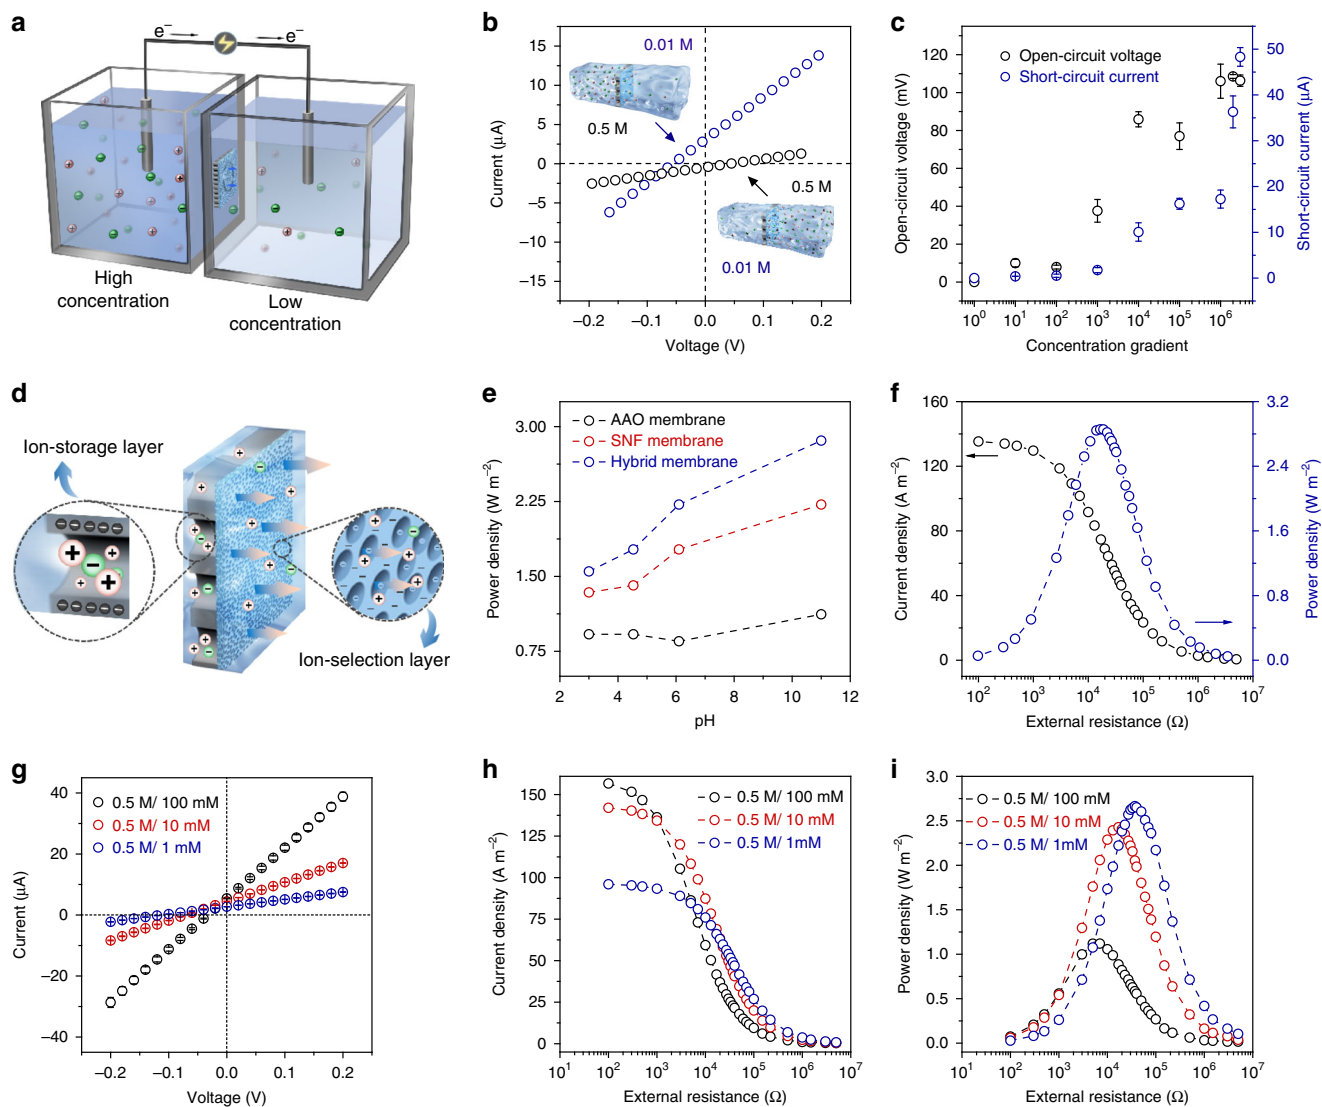 a
e⁻
e⁻
High
concentration
Low
concentration
b
15
10
5
0
−5
−10
−15
Current (μA)
0.01 M
0.5 M
0.5 M
0.01 M
−0.2
−0.1
0.0
0.1
0.2
Voltage (V)
c
120
100
80
60
40
20
0
Open-circuit voltage (mV)
Open-circuit voltage
Short-circuit current
50
40
30
20
10
0
Short-circuit current (μA)
10⁰
10¹
10²
10³
10⁴
10⁵
10⁶
Concentration gradient
d
Ion-storage layer
Ion-selection layer
e
3.00
2.25
1.50
0.75
Power density (W m⁻²)
AAO membrane
SNF membrane
Hybrid membrane
2
4
6
8
10
12
pH
f
160
120
80
40
0
Current density (A m⁻²)
3.2
2.4
1.6
0.8
0.0
Power density (W m⁻²)
10²
10³
10⁴
10⁵
10⁶
10⁷
External resistance (Ω)
g
40
20
0
−20
−40
Current (μA)
0.5 M/ 100 mM
0.5 M/ 10 mM
0.5 M/ 1 mM
−0.2
−0.1
0.0
0.1
0.2
Voltage (V)
h
150
125
100
75
50
25
0
Current density (A m⁻²)
0.5 M/ 100 mM
0.5 M/ 10 mM
0.5 M/ 1mM
10¹
10²
10³
10⁴
10⁵
10⁶
10⁷
External resistance (Ω)
i
3.0
2.5
2.0
1.5
1.0
0.5
0.0
Power density (W m⁻²)
0.5 M/ 100 mM
0.5 M/ 10 mM
0.5 M/ 1mM
10¹
10²
10³
10⁴
10⁵
10⁶
10⁷
External resistance (Ω)